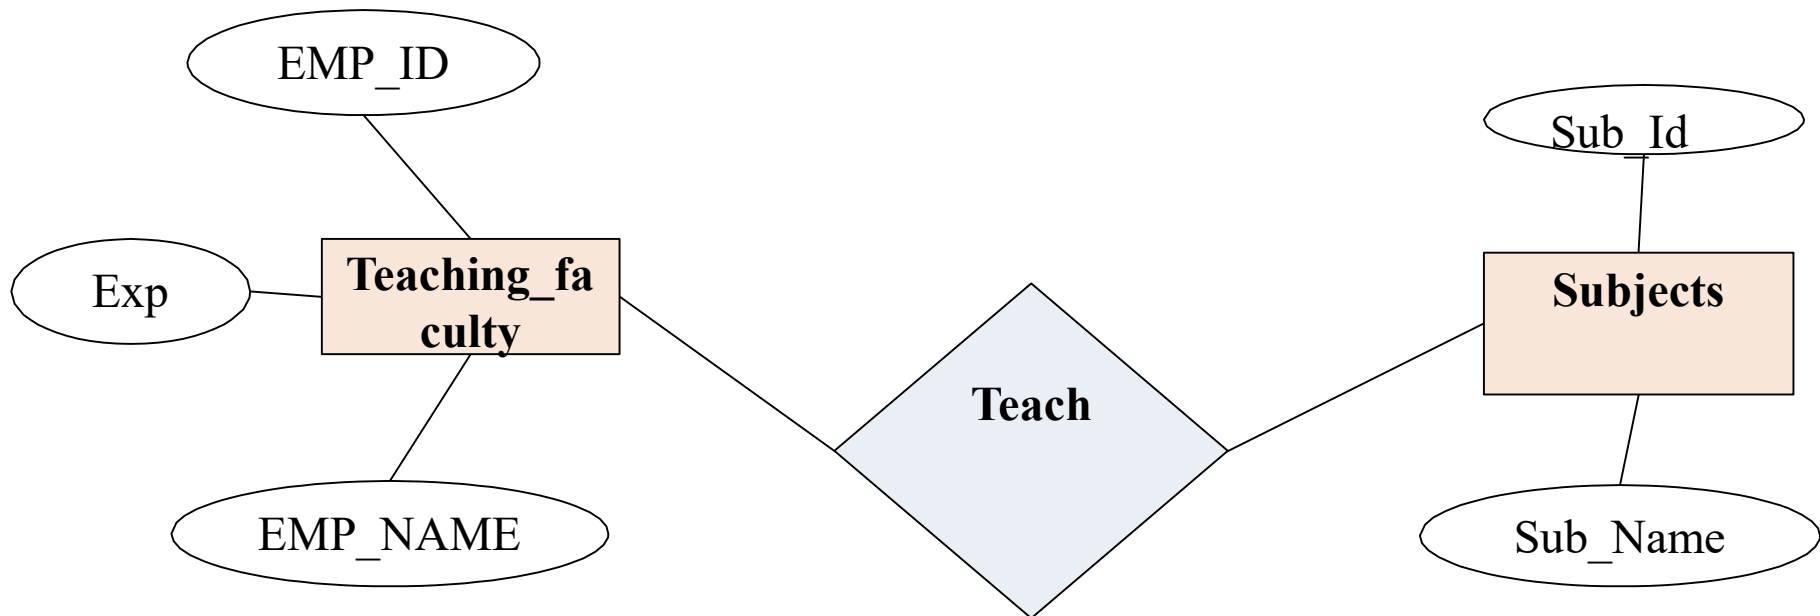 EMP_ID
Sub_Id
Exp
Teaching_fa
culty
Subjects
Teach
EMP_NAME
Sub_Name